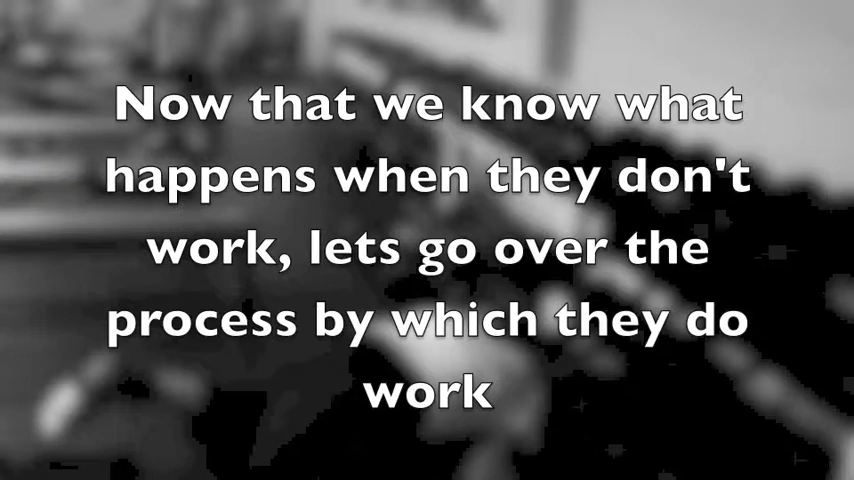 Now that we know what
happens when they don't
work, lets go over the
process by which they do
work